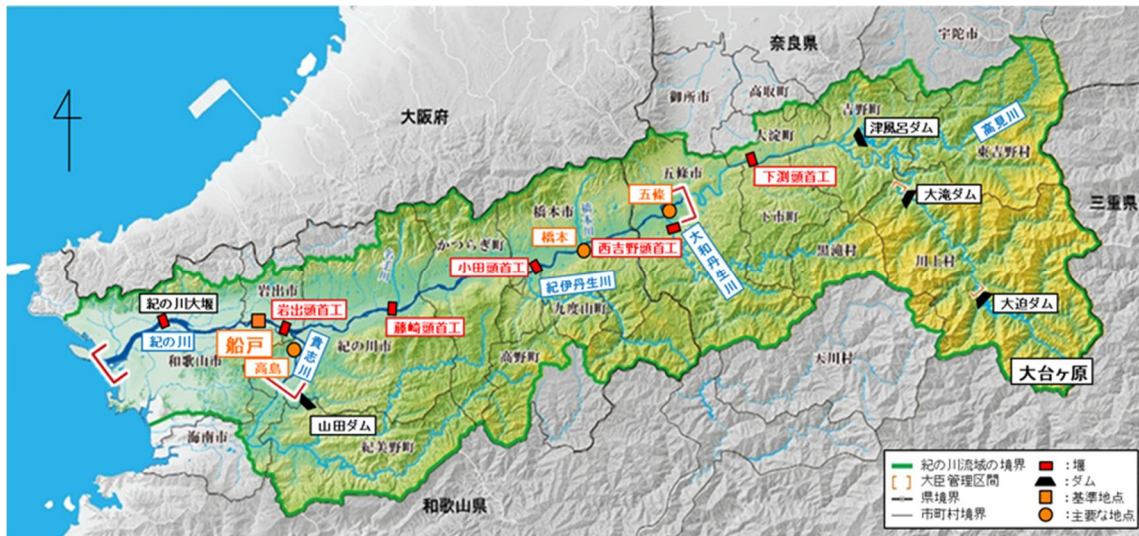 奈良県
宇陀市
御所市
高取町
大阪府
吉野町
津風呂ダム
高見川
大淀町
東吉野村
下渕頭首工
五條市
五條
大滝ダム
三重県
橋本市
橋本川
下市町
橋本
西吉野頭首工
大和丹生川
黒滝村
川上村
かつらぎ町
小田頭首工
紀伊丹生川
大迫ダム
岩出市
紀の川大堰
岩出頭首工
藤崎頭首工
九度山町
紀の川
船戸
貴志川
紀の川市
和歌山市
高島
高野町
天川村
大台ヶ原
山田ダム
海南市
紀美野町
和歌山県
紀の川流域の境界
大臣管理区間
県境界
市町村境界
:堰
:ダム
:基準地点
:主要な地点